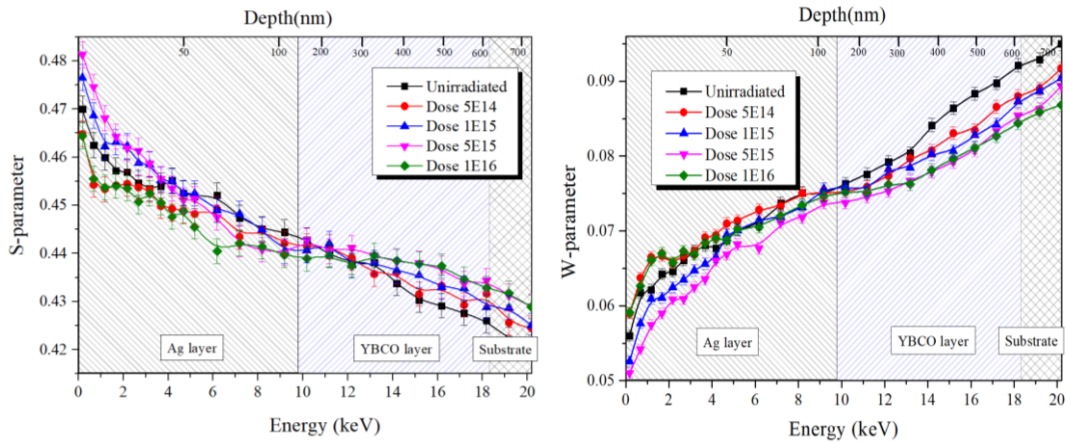 Depth(nm)
50 100 200 300 400 500 600 700
0.48
0.47
0.46
0.45
0.44
0.43
0.42
S-parameter
Unirradiated
Dose 5E14
Dose 1E15
Dose 5E15
Dose 1E16
Ag layer
YBCO layer
Substrate
0 2 4 6 8 10 12 14 16 18 20
Energy (keV)
Depth(nm)
0 50 100 200 300 400 500 600 700
0.09
0.08
0.07
0.06
0.05
W-parameter
Unirradiated
Dose 5E14
Dose 1E15
Dose 5E15
Dose 1E16
Ag layer
YBCO layer
Substrate
0 2 4 6 8 10 12 14 16 18 20
Energy (keV)